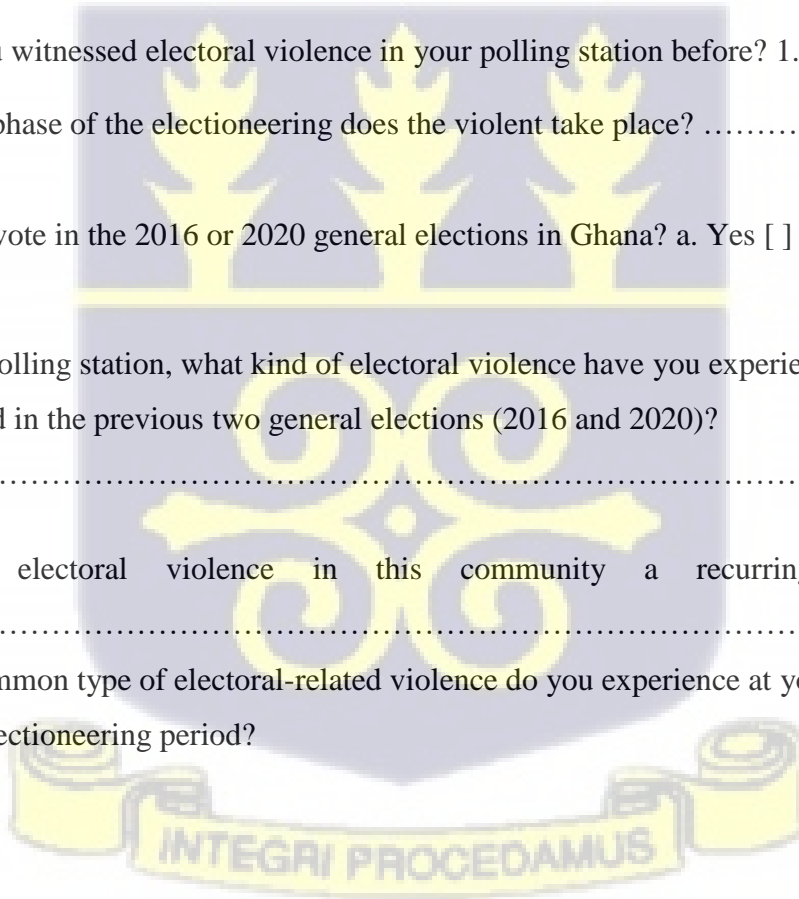 witnessed electoral violence in your polling station before? 1.
phase of the electioneering does the violent take place? ………
vote in the 2016 or 2020 general elections in Ghana? a. Yes [ ]
olling station, what kind of electoral violence have you experie
d in the previous two general elections (2016 and 2020)?
……………………………………………………………………………
electoral violence in this community a recurring
……………………………………………………………………………
mmon type of electoral-related violence do you experience at yo
ectioneering period?
INTEGRI PROCEDAMUS